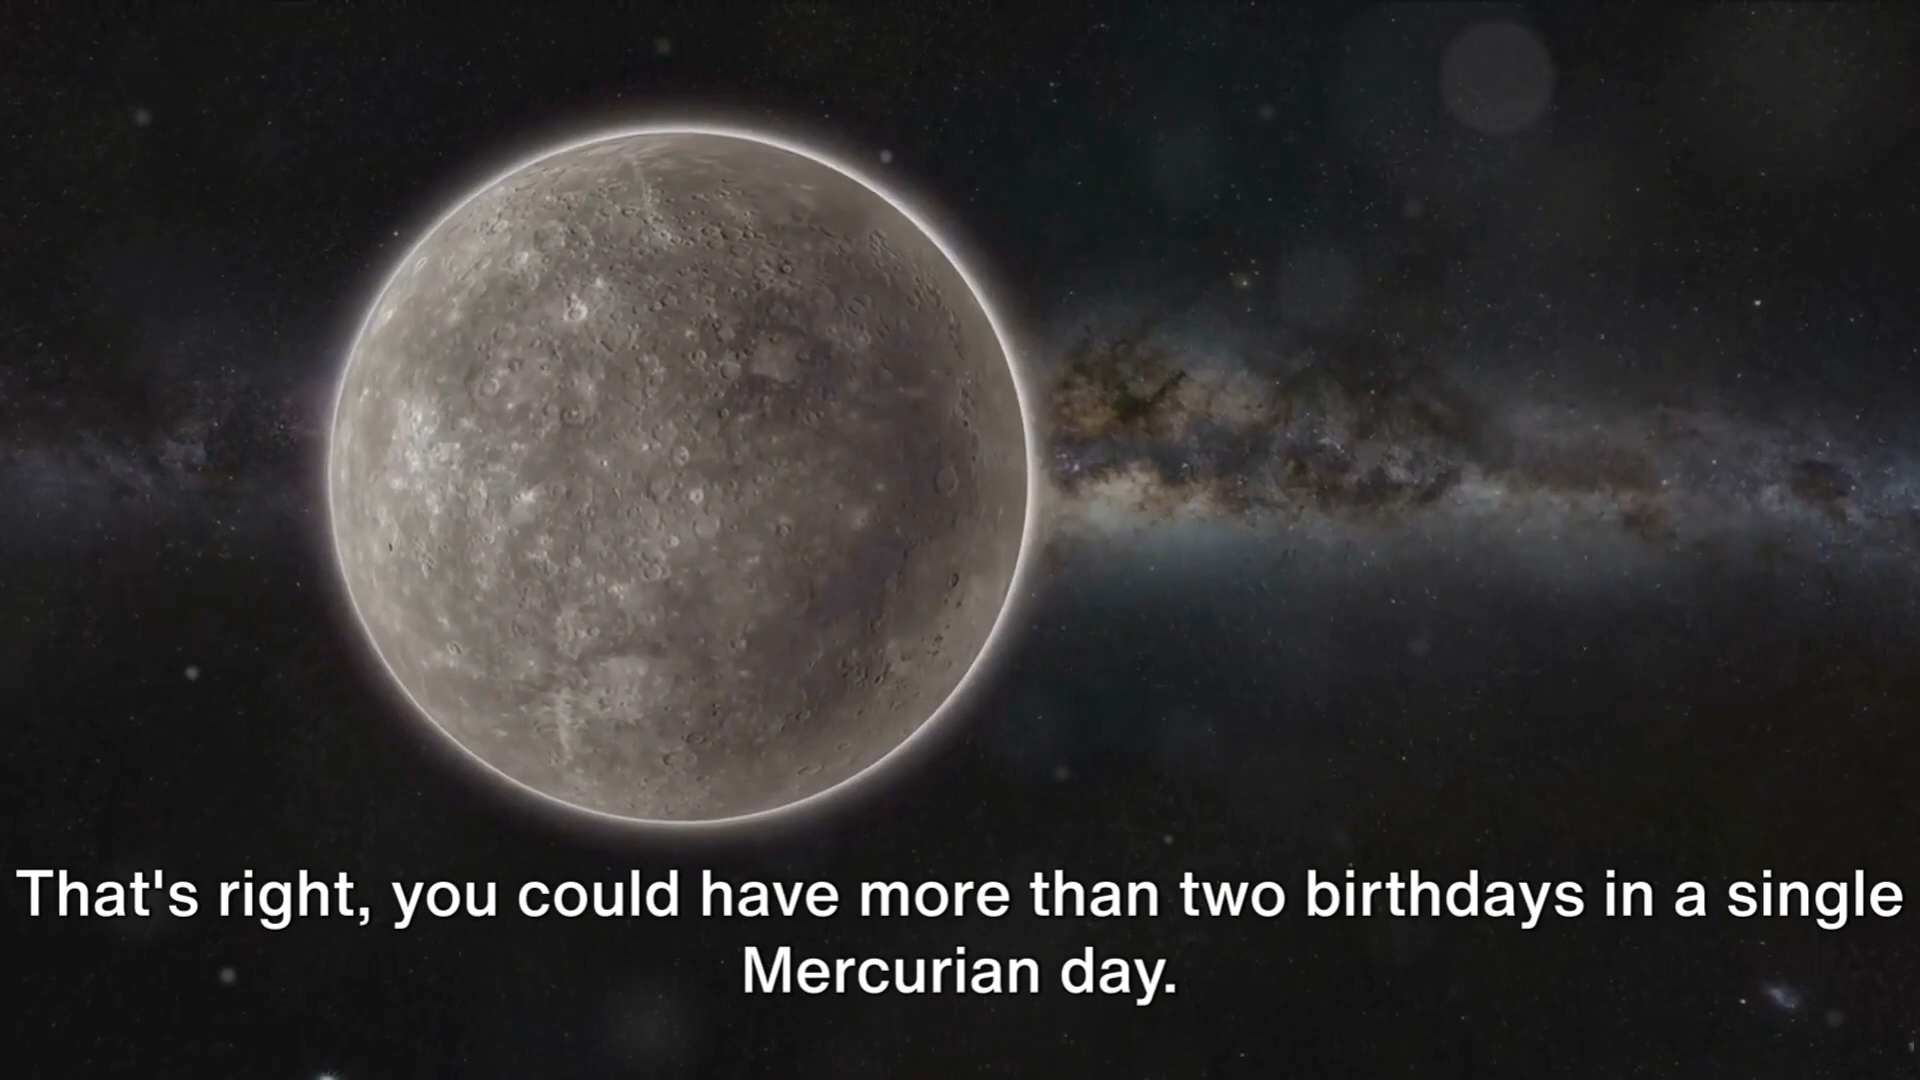 That's right, you could have more than two birthdays in a single
Mercurian day.